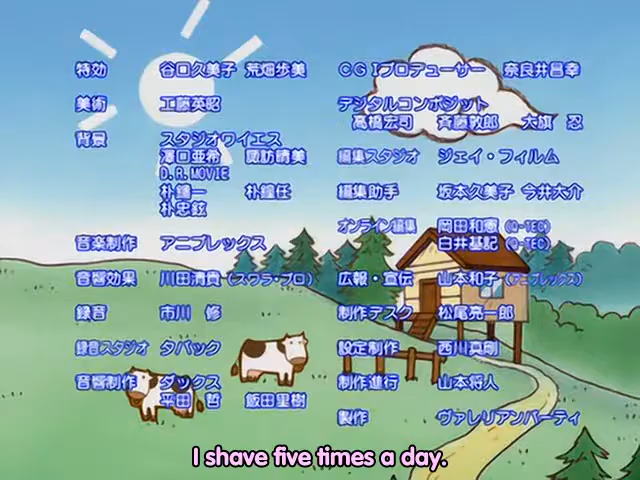 特効 谷口久美子 荒畑歩美
美術 工藤英昭
背景 スタジオワイエス
澤口亜希 諏訪晴美
D.R.MOVIE
朴鐘一 朴鐘任
朴忠鉉
音楽制作 アニプレックス
音響効果 川田清貴(スワラ・プロ)
録音 市川 修
録音スタジオ タバック
音響制作 ダックス
平田 哲 飯田里樹
CGIプロデューサー 奈良井昌幸
デジタルコンポジット
高橋宏司 斉藤敦郎 大旗 忍
編集スタジオ ジェイ・フィルム
編集助手 坂本久美子 今井大介
オンライン編集 岡田和憲(Q-TEC)
白井基記(Q-TEC)
広報・宣伝 山本和子(アニプレックス)
制作デスク 松尾亮一郎
設定制作 西川真剛
制作進行 山本将人
製作 ヴァレリアンパーティ
I shave five times a day.